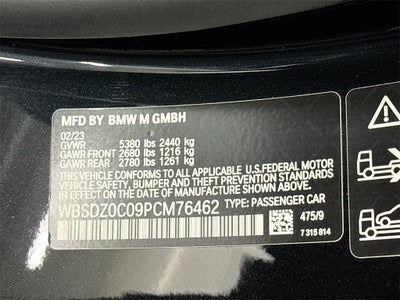 MFD BY BMW M GMBH
02/23
GVWR 5380 lbs 2440 kg
GAWR FRONT 2680 lbs 1216 kg
GAWR REAR 2780 lbs 1261 kg
THIS VEHICLE CONFORMS TO ALL
APPLICABLE U.S.FEDERAL MOTOR
VEHICLE SAFETY, BUMPER, AND
THEFT PREVENTION STANDARDS
IN EFFECT ON THE DATE OF
MANUFACTURE SHOWN ABOVE.
WBSDZ0C09PCM76462 TYPE: PASSENGER CAR
475/9
7 315 814